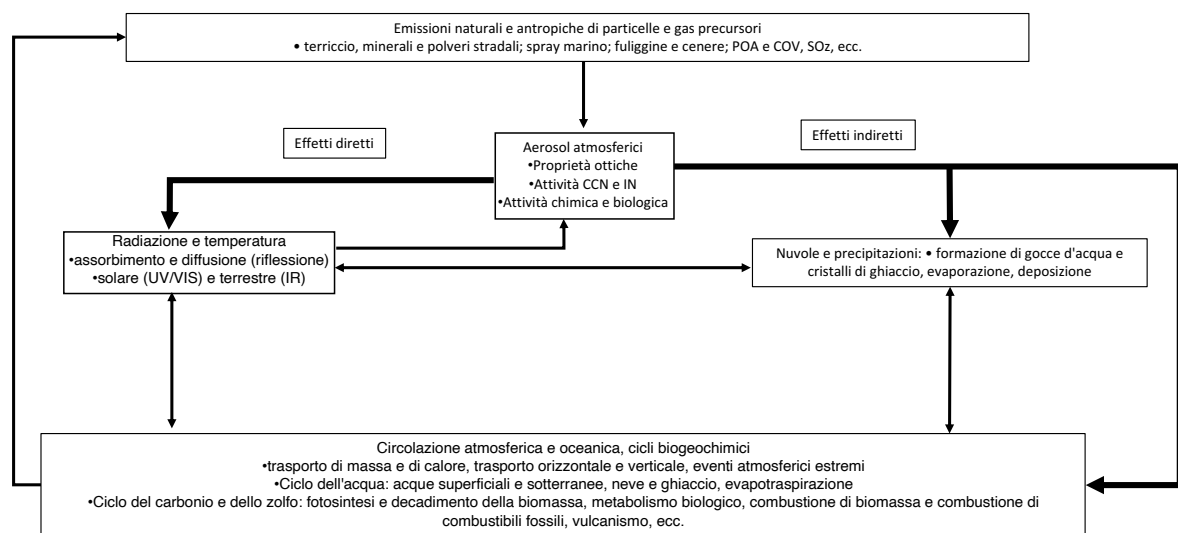 Emissioni naturali e antropiche di particelle e gas precursori
• terriccio, minerali e polveri stradali; spray marino; fuliggine e cenere; POA e COV, SOz, ecc.
Effetti diretti
Effetti indiretti
Aerosol atmosferici
•Proprietà ottiche
•Attività CCN e IN
•Attività chimica e biologica
Radiazione e temperatura
•assorbimento e diffusione (riflessione)
•solare (UV/VIS) e terrestre (IR)
Nuvole e precipitazioni: • formazione di gocce d'acqua e
cristalli di ghiaccio, evaporazione, deposizione
Circolazione atmosferica e oceanica, cicli biogeochimici
•trasporto di massa e di calore, trasporto orizzontale e verticale, eventi atmosferici estremi
•Ciclo dell'acqua: acque superficiali e sotterranee, neve e ghiaccio, evapotraspirazione
•Ciclo del carbonio e dello zolfo: fotosintesi e decadimento della biomassa, metabolismo biologico, combustione di biomassa e combustione di
combustibili fossili, vulcanismo, ecc.